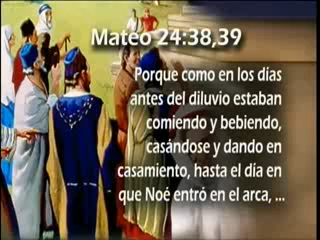 Mateo 24:38,39
Porque como en los días
antes del diluvio estaban
comiendo y bebiendo,
casándose y dando en
casamiento, hasta el día en
que Noé entró en el arca, ...